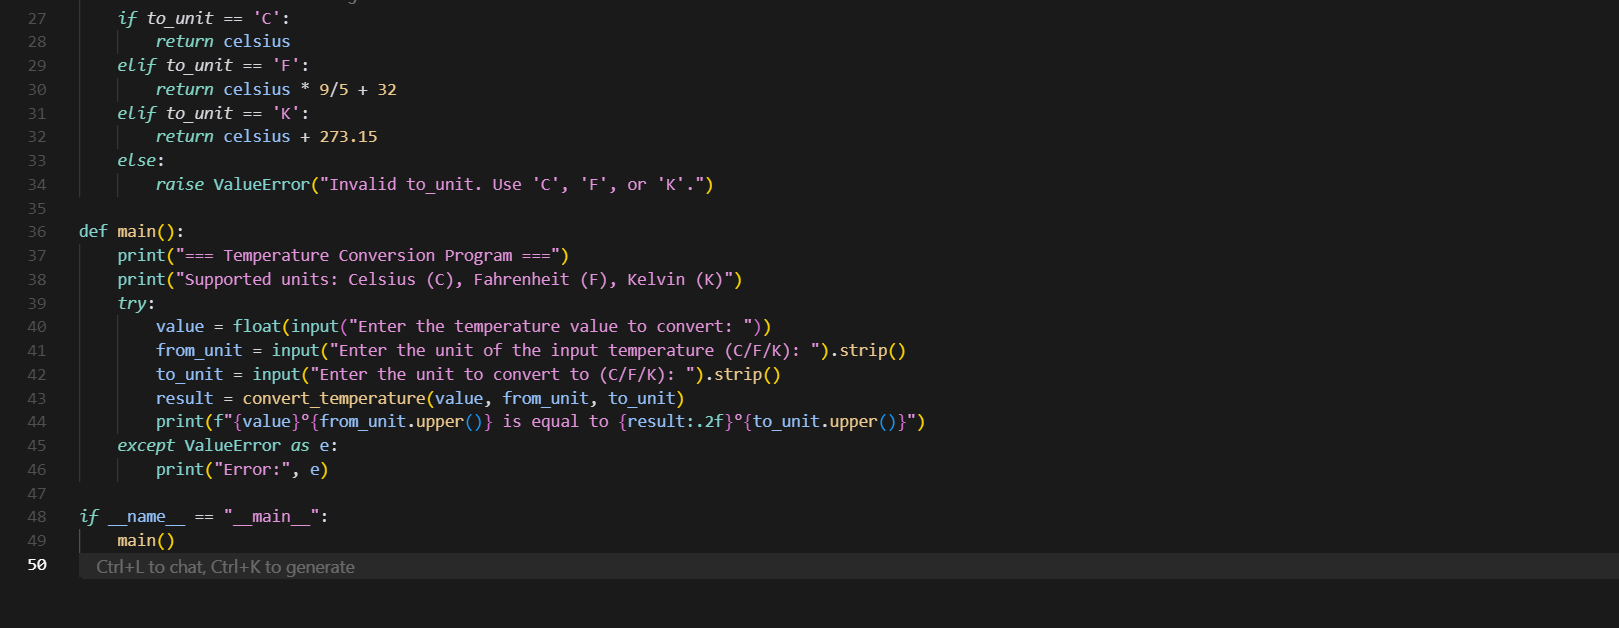 27 if to_unit == 'C':
28 return celsius
29 elif to_unit == 'F':
30 return celsius * 9/5 + 32
31 elif to_unit == 'K':
32 return celsius + 273.15
33 else:
34 raise ValueError("Invalid to_unit. Use 'C', 'F', or 'K'.")
35
36 def main():
37 print("=== Temperature Conversion Program ===")
38 print("Supported units: Celsius (C), Fahrenheit (F), Kelvin (K)")
39 try:
40 value = float(input("Enter the temperature value to convert: "))
41 from_unit = input("Enter the unit of the input temperature (C/F/K): ").strip()
42 to_unit = input("Enter the unit to convert to (C/F/K): ").strip()
43 result = convert_temperature(value, from_unit, to_unit)
44 print(f"{value}°{from_unit.upper()} is equal to {result:.2f}°{to_unit.upper()}")
45 except ValueError as e:
46 print("Error:", e)
47
48 if __name__ == "__main__":
49 main()
50 Ctrl+L to chat, Ctrl+K to generate